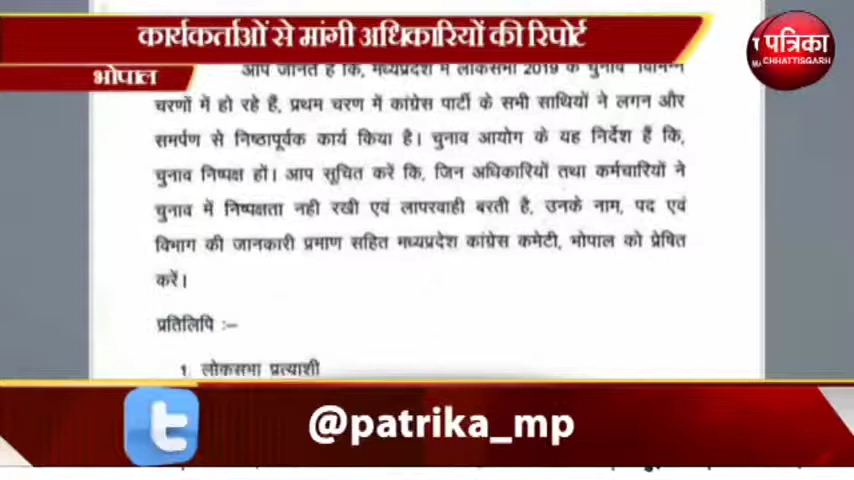 कार्यकर्ताओं से मांगी अधिकारियों की रिपोर्ट
पत्रिका
CHHATTISGARH
भोपाल
आप जानते हैं कि, मध्यप्रदेश में लोकसभा 2019 के चुनाव विभिन्न
चरणों में हो रहे हैं, प्रथम चरण में कांग्रेस पार्टी के सभी साथियों ने लगन और
समर्पण से निष्ठापूर्वक कार्य किया है। चुनाव आयोग के यह निर्देश हैं कि,
चुनाव निष्पक्ष हों। आप सूचित करें कि, जिन अधिकारियों तथा कर्मचारियों ने
चुनाव में निष्पक्षता नही रखी एवं लापरवाही बरती है, उनके नाम, पद एवं
विभाग की जानकारी प्रमाण सहित मध्यप्रदेश कांग्रेस कमेटी, भोपाल को प्रेषित
करें।
प्रतिलिपि :–
1. लोकसभा प्रत्याशी
@patrika_mp